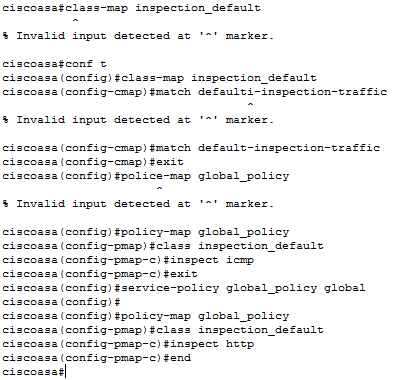 ciscoasa#class-map inspection_default
^
% Invalid input detected at '^' marker.
ciscoasa#conf t
ciscoasa(config)#class-map inspection_default
ciscoasa(config-cmap)#match defaulti-inspection-traffic
^
% Invalid input detected at '^' marker.
ciscoasa(config-cmap)#match default-inspection-traffic
ciscoasa(config-cmap)#exit
ciscoasa(config)#police-map global_policy
^
% Invalid input detected at '^' marker.
ciscoasa(config)#policy-map global_policy
ciscoasa(config-pmap)#class inspection_default
ciscoasa(config-pmap-c)#inspect icmp
ciscoasa(config-pmap-c)#exit
ciscoasa(config)#service-policy global_policy global
ciscoasa(config)#
ciscoasa(config)#policy-map global_policy
ciscoasa(config-pmap)#class inspection_default
ciscoasa(config-pmap-c)#inspect http
ciscoasa(config-pmap-c)#end
ciscoasa#